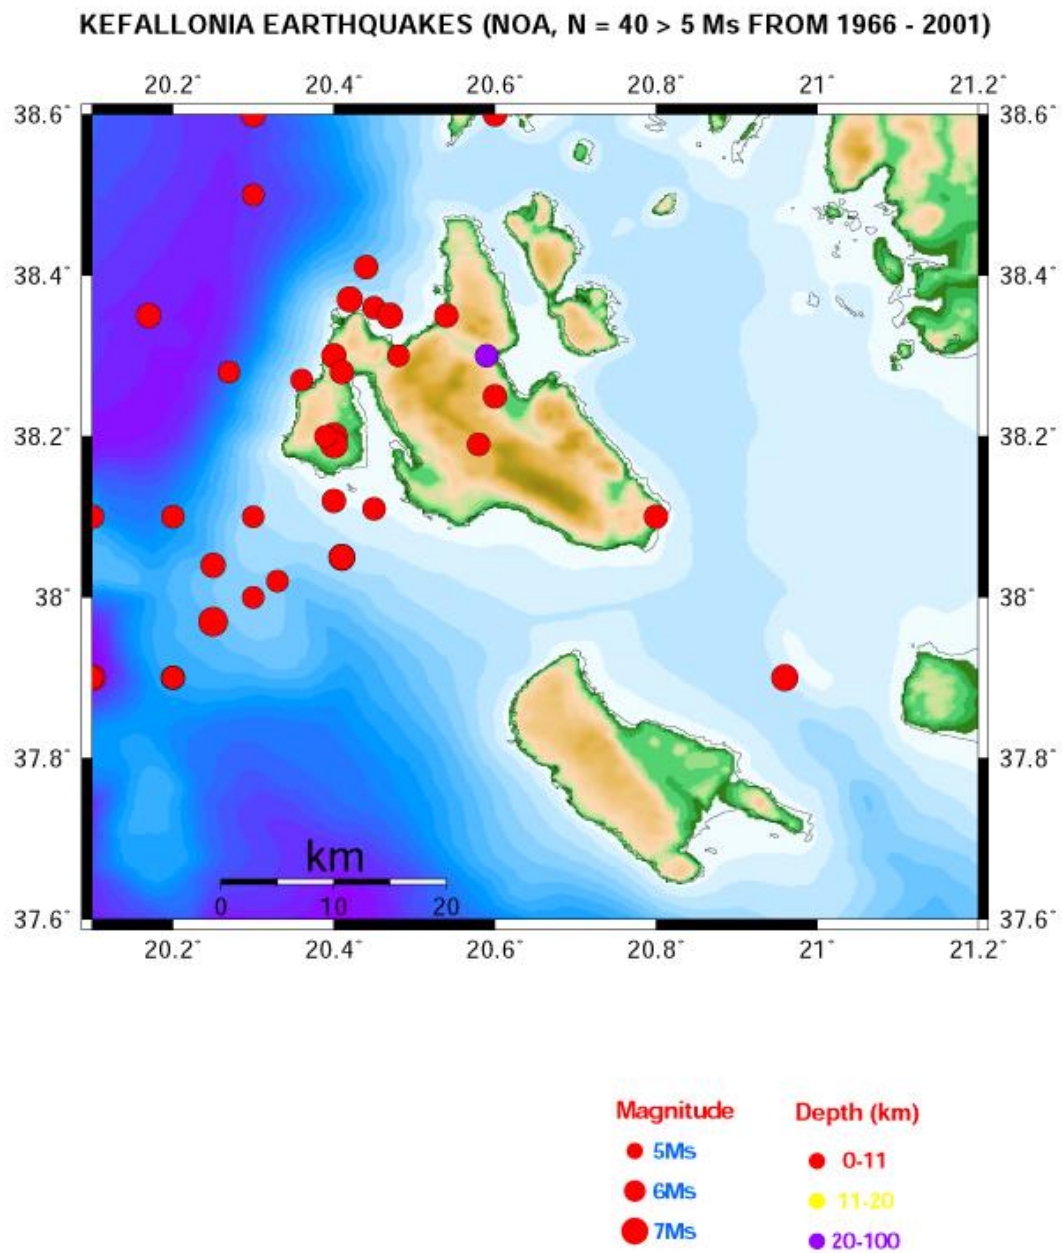 KEFALLONIA EARTHQUAKES (NOA, N = 40 > 5 Ms FROM 1966 - 2001)
20.2° 20.4° 20.6° 20.8° 21° 21.2°
38.6° 38.6°
38.4° 38.4°
38.2° 38.2°
38° 38°
37.8° 37.8°
km
0 10 20
37.6° 37.6°
20.2° 20.4° 20.6° 20.8° 21° 21.2°
Magnitude Depth (km)
5Ms 0-11
6Ms 11-20
7Ms 20-100